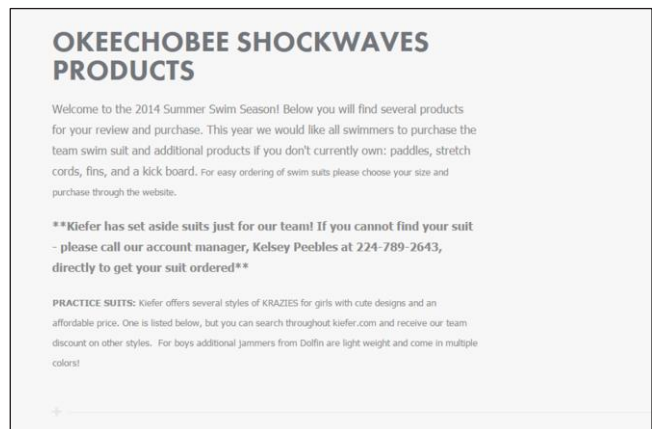 OKEECHOBEE SHOCKWAVES
PRODUCTS
Welcome to the 2014 Summer Swim Season! Below you will find several products
for your review and purchase. This year we would like all swimmers to purchase the
team swim suit and additional products if you don't currently own: paddles, stretch
cords, fins, and a kick board. For easy ordering of swim suits please choose your size and
purchase through the website.
**Kiefer has set aside suits just for our team! If you cannot find your suit
- please call our account manager, Kelsey Peebles at 224-789-2643,
directly to get your suit ordered**
PRACTICE SUITS: Kiefer offers several styles of KRAZIES for girls with cute designs and an
affordable price. One is listed below, but you can search throughout kiefer.com and receive our team
discount on other styles. For boys additional jammers from Dolfin are light weight and come in multiple
colors!